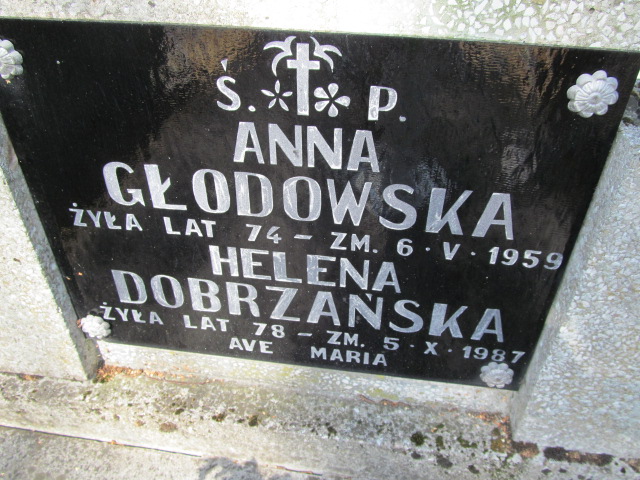 Ś. P.
ANNA
GŁODOWSKA
ŻYŁA LAT 74 – ZM. 6 · V · 1959
HELENA
DOBRZAŃSKA
ŻYŁA LAT 78 – ZM. 5 · X · 1987
AVE MARIA